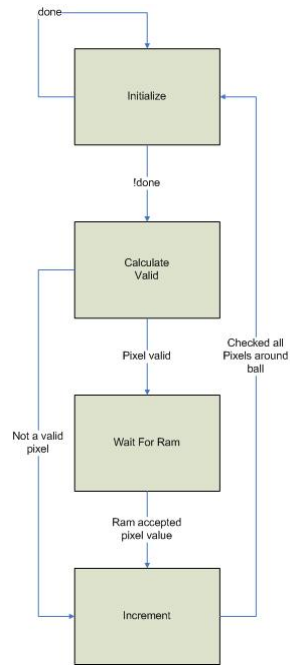 done
Initialize
!done
Calculate
Valid
Pixel valid
Checked all
Pixels around
ball
Not a valid
pixel
Wait For Ram
Ram accepted
pixel value
Increment